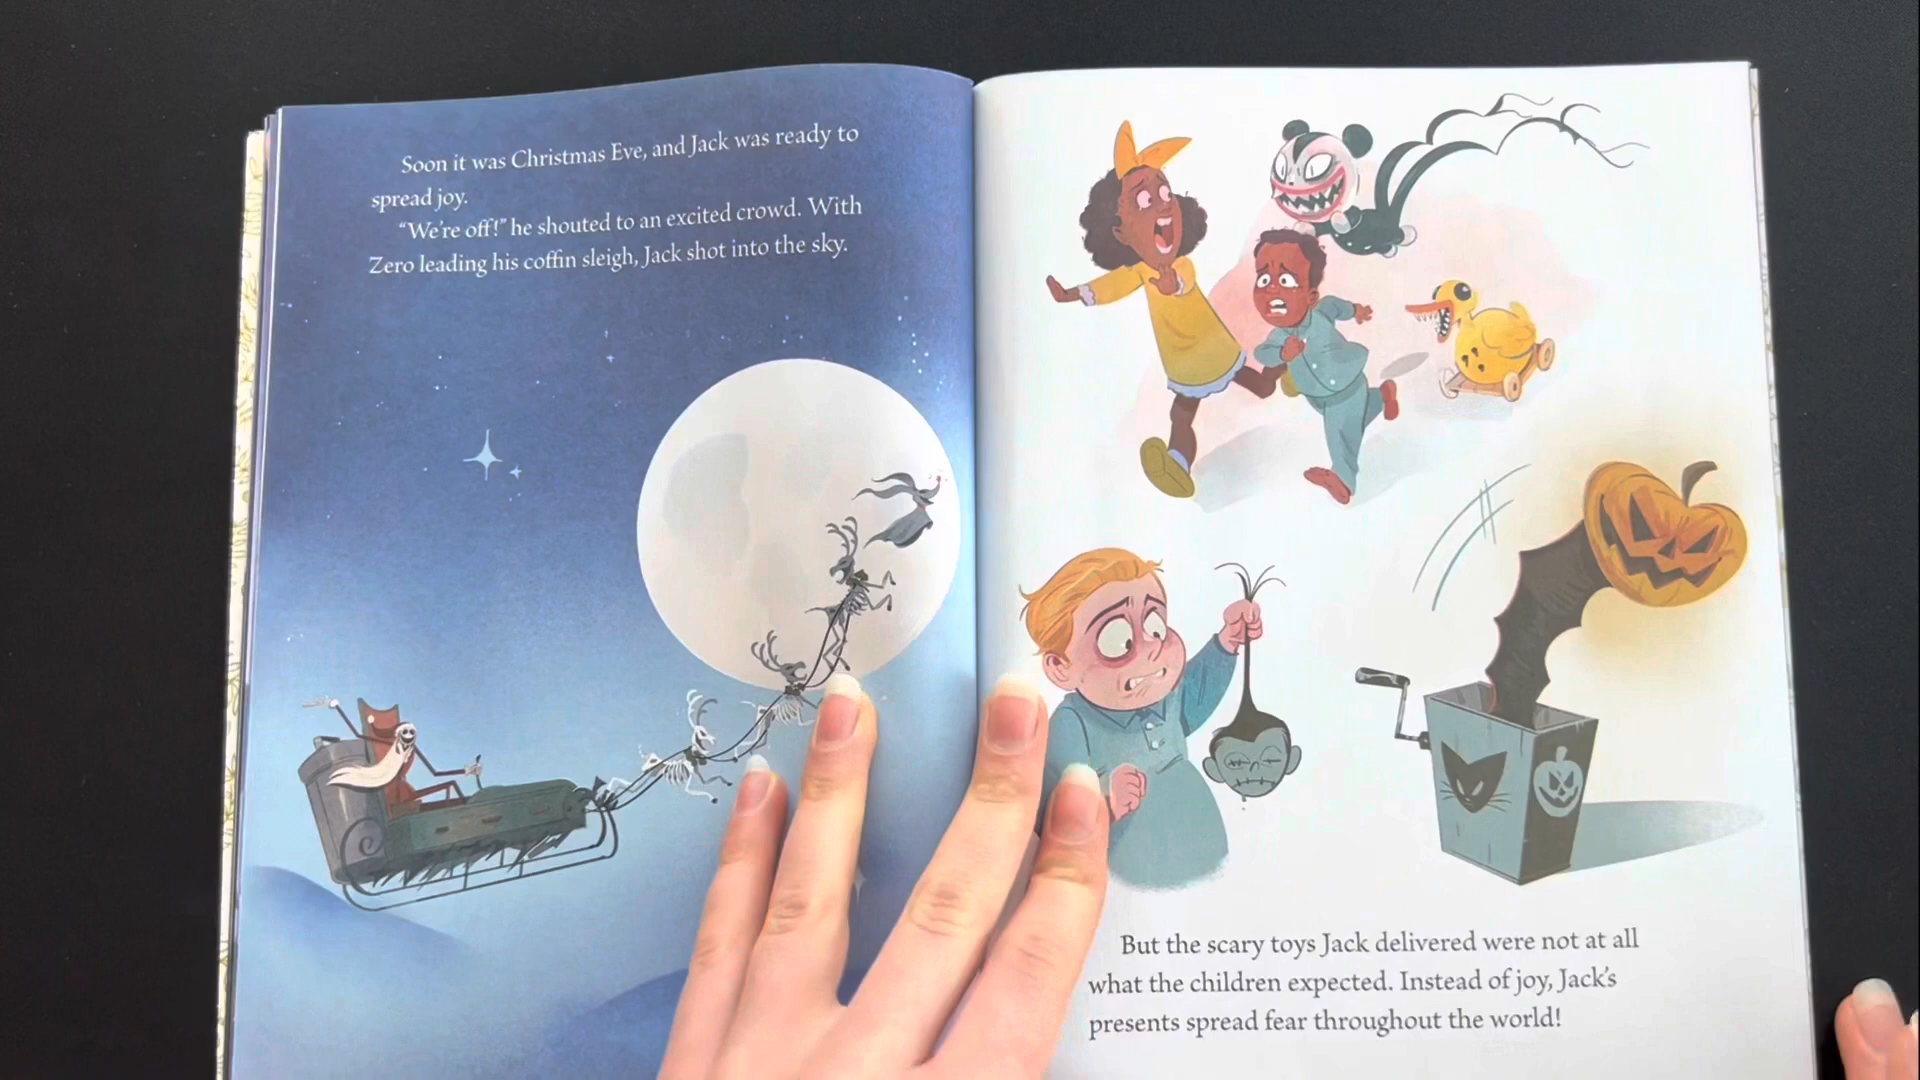 Soon it was Christmas Eve, and Jack was ready to
spread joy.
“We’re off!” he shouted to an excited crowd. With
Zero leading his coffin sleigh, Jack shot into the sky.
But the scary toys Jack delivered were not at all
what the children expected. Instead of joy, Jack’s
presents spread fear throughout the world!